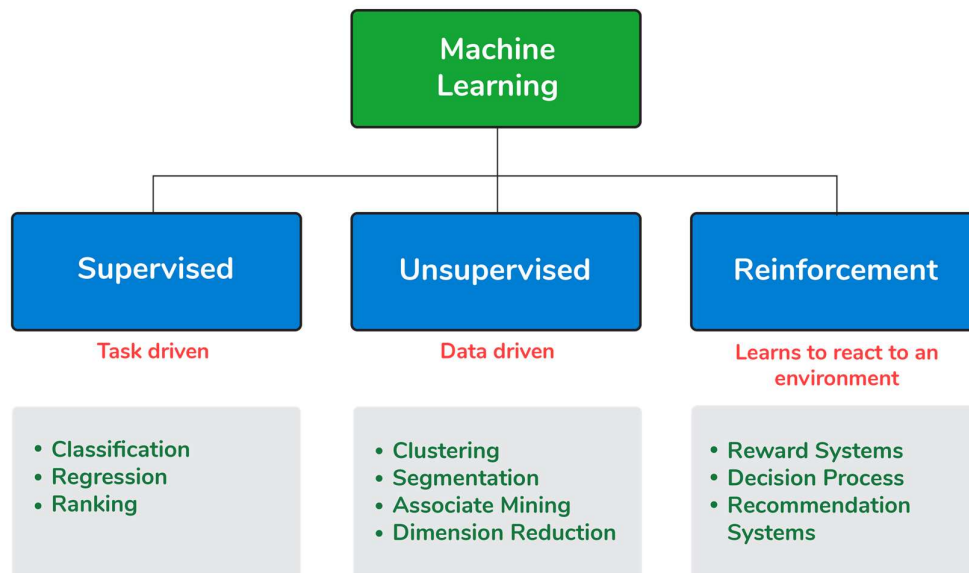 Machine
Learning
Supervised
Unsupervised
Reinforcement
Task driven
Data driven
Learns to react to an
environment
• Classification
• Regression
• Ranking
• Clustering
• Segmentation
• Associate Mining
• Dimension Reduction
• Reward Systems
• Decision Process
• Recommendation
Systems